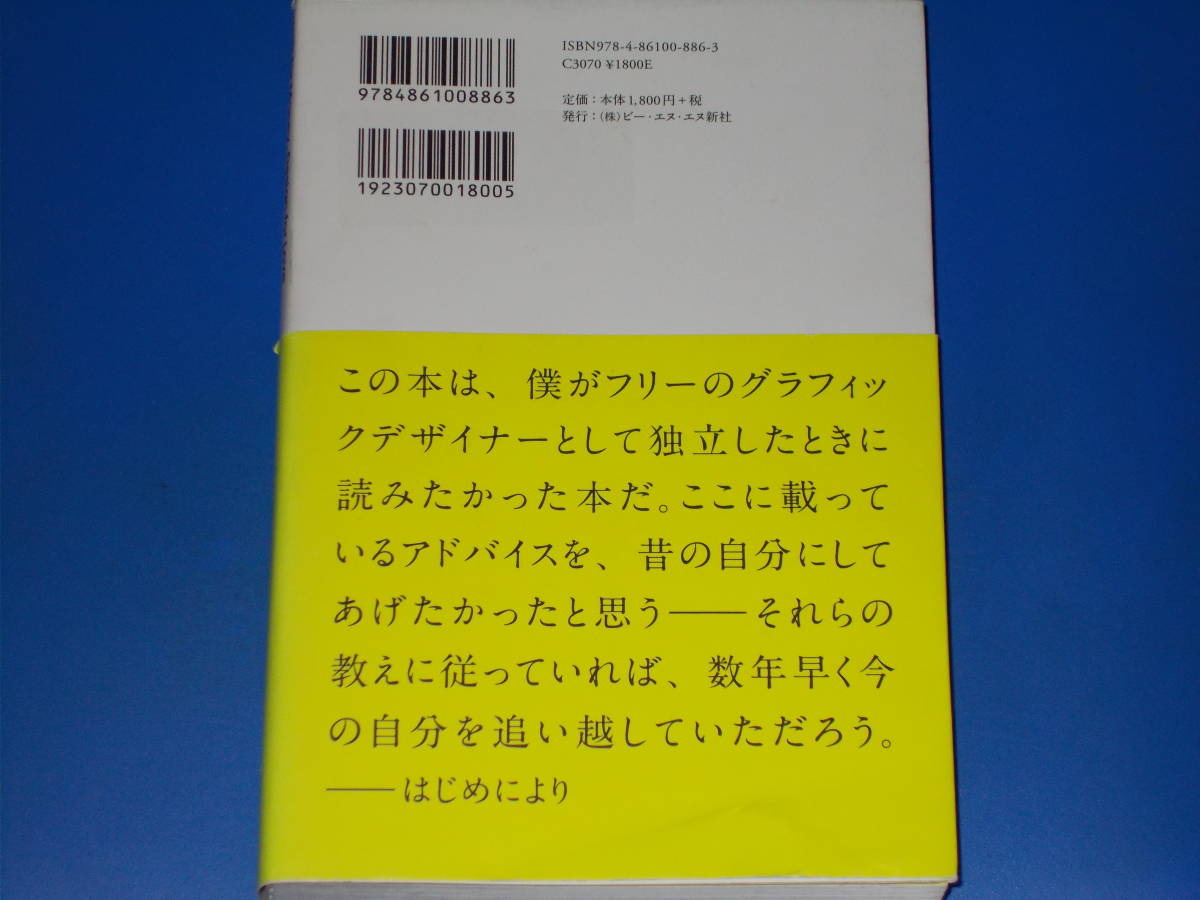 9784861008863
1923070018005
ISBN978-4-86100-886-3
C3070 ¥1800E
定価：本体1,800円+税
発行：（株）ビー・エヌ・エヌ新社
この本は、僕がフリーのグラフィッ
クデザイナーとして独立したときに
読みたかった本だ。ここに載って
いるアドバイスを、昔の自分にして
あげたかったと思う――それらの
教えに従っていれば、数年早く今
の自分を追い越していただろう。
――はじめにより